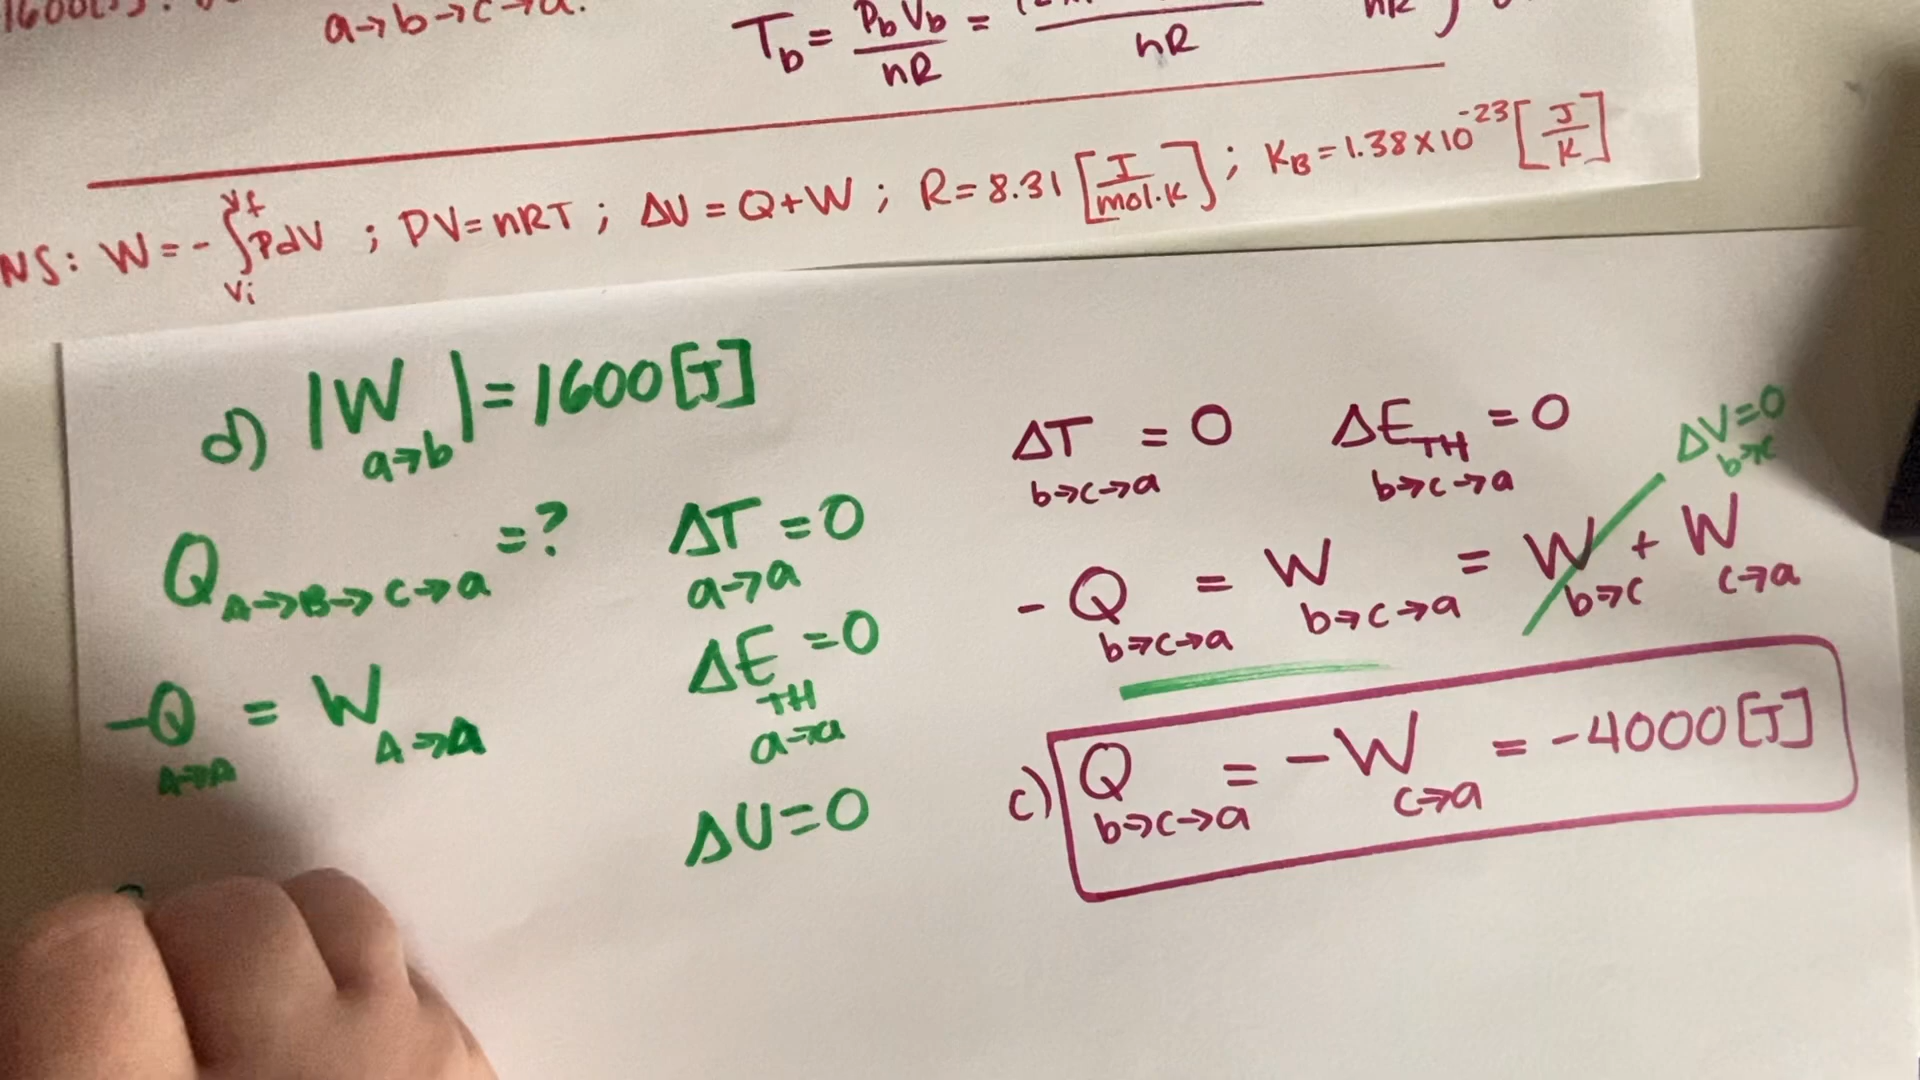 1600[J].
a→b→c→a.
T_b = P_b V_b / nR = / nR
NS: W = - ∫_{Vi}^{Vf} P dV ; PV = nRT ; ΔU = Q + W ; R = 8.31 [J / mol·K] ; K_B = 1.38 × 10^{-23} [J / K]
d) |W_{a→b}| = 1600 [J]
Q_{A→B→C→a} = ?
-Q_{A→A} = W_{A→A}
ΔT_{a→a} = 0
ΔE_{TH a→a} = 0
ΔU = 0
ΔT_{b→c→a} = 0 ΔE_{TH b→c→a} = 0
ΔV_{b→c} = 0
-Q_{b→c→a} = W_{b→c→a} = W_{b→c} + W_{c→a}
c) Q_{b→c→a} = -W_{c→a} = -4000 [J]